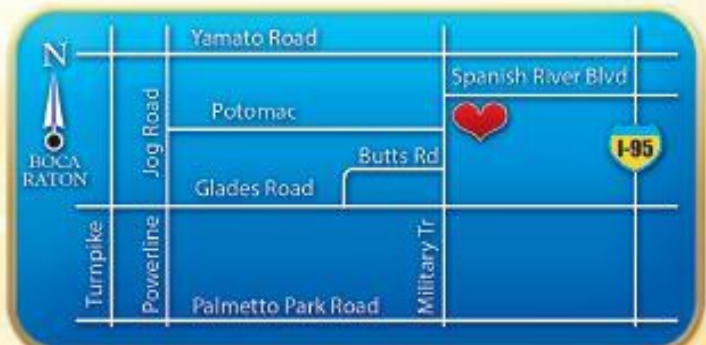 Yamato Road
N
Spanish River Blvd
Jog Road
Potomac
I-95
BOCA
RATON
Butts Rd
Glades Road
Turnpike
Powerline
Military Tr
Palmetto Park Road